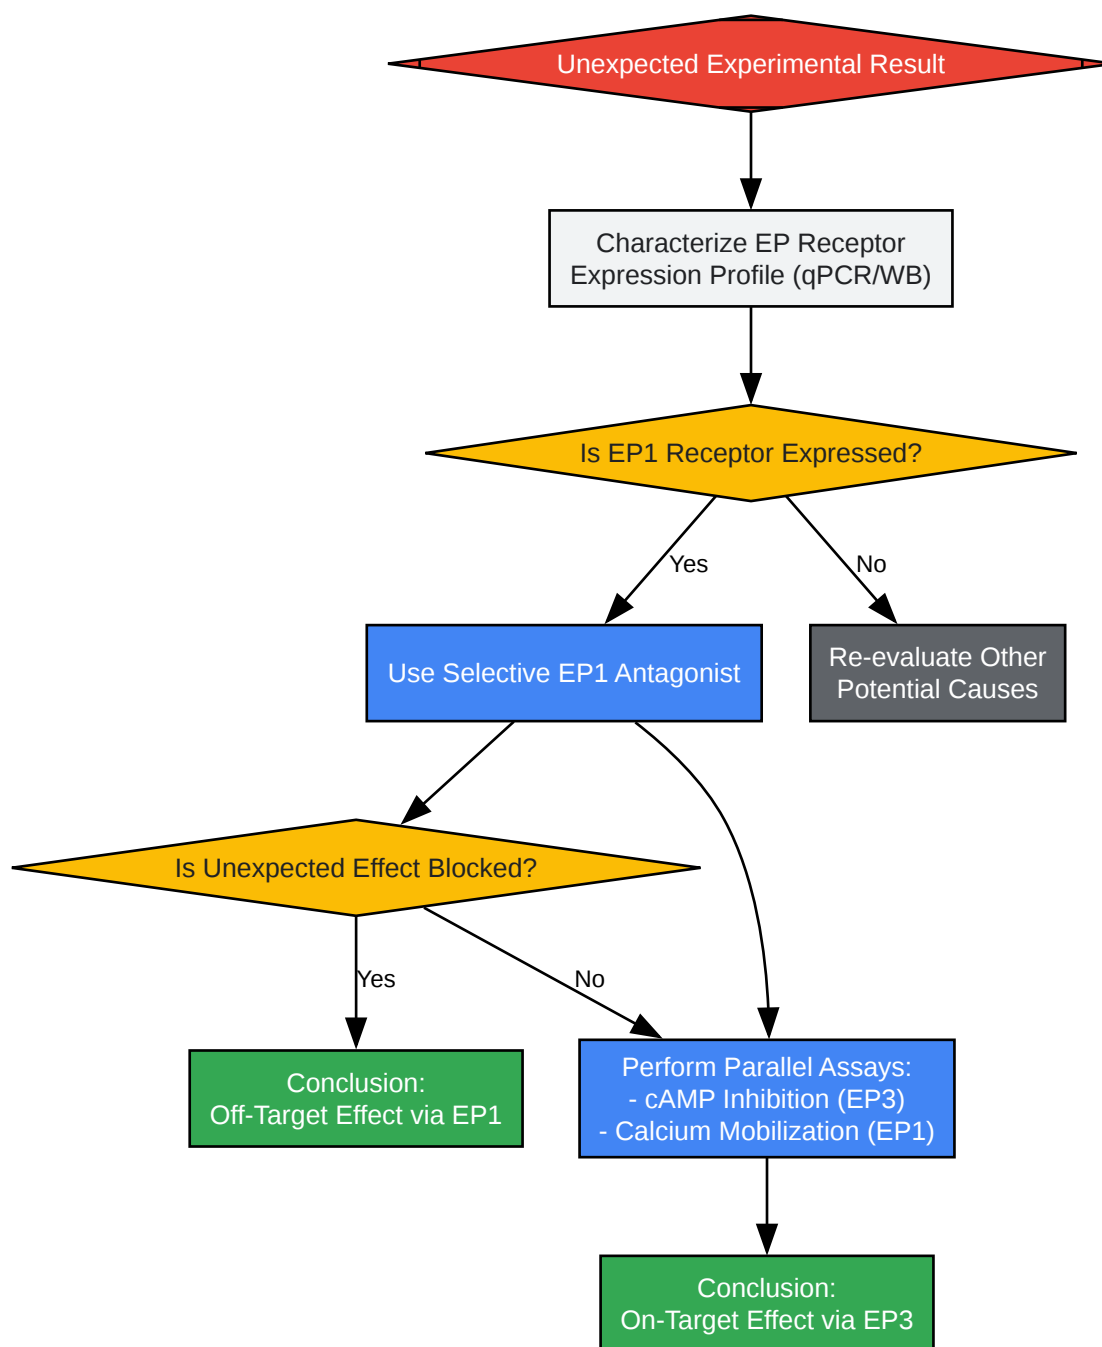 Unexpected Experimental Result
Characterize EP Receptor
Expression Profile (qPCR/WB)
Is EP1 Receptor Expressed?
Yes
No
Use Selective EP1 Antagonist
Re-evaluate Other
Potential Causes
Is Unexpected Effect Blocked?
Yes
No
Conclusion:
Off-Target Effect via EP1
Perform Parallel Assays:
- cAMP Inhibition (EP3)
- Calcium Mobilization (EP1)
Conclusion:
On-Target Effect via EP3